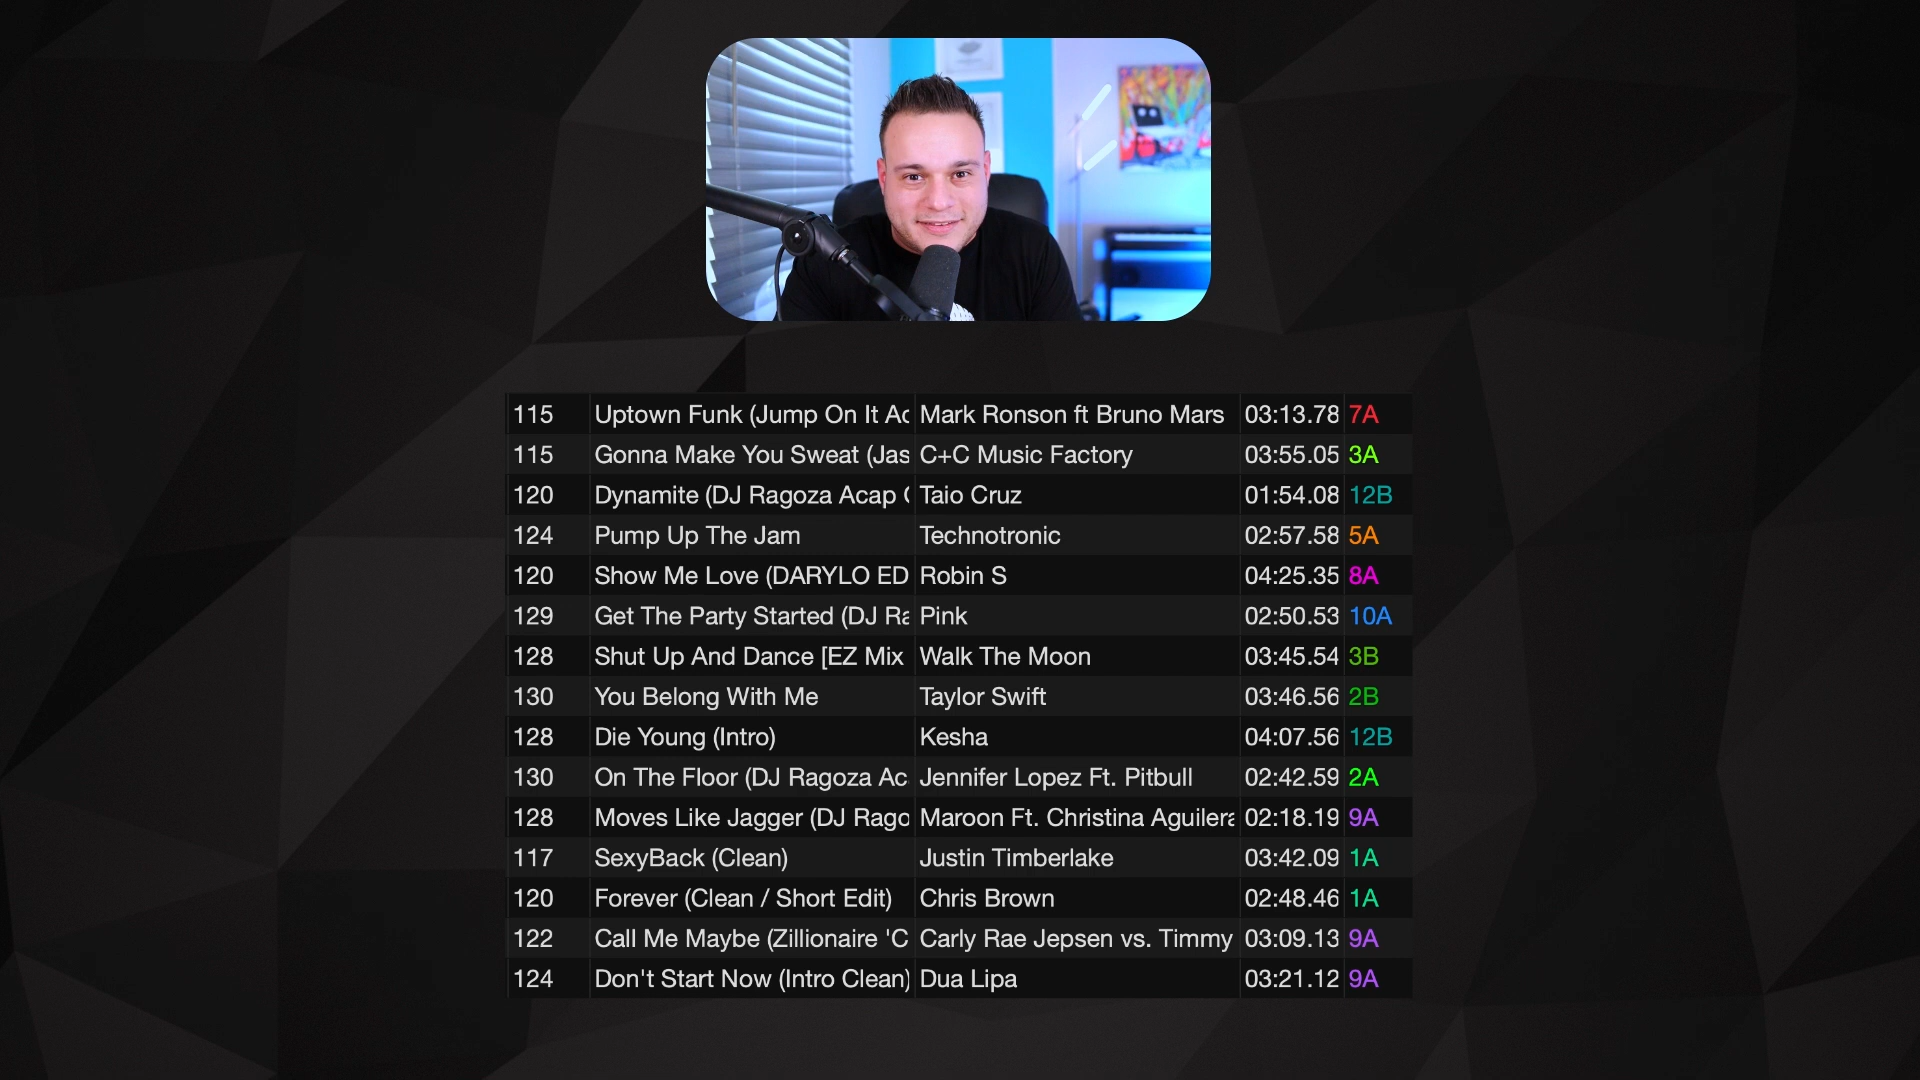 115 Uptown Funk (Jump On It Ac Mark Ronson ft Bruno Mars 03:13.78 7A
115 Gonna Make You Sweat (Jas C+C Music Factory 03:55.05 3A
120 Dynamite (DJ Ragoza Acap Taio Cruz 01:54.08 12B
124 Pump Up The Jam Technotronic 02:57.58 5A
120 Show Me Love (DARYLO ED Robin S 04:25.35 8A
129 Get The Party Started (DJ Ra Pink 02:50.53 10A
128 Shut Up And Dance [EZ Mix Walk The Moon 03:45.54 3B
130 You Belong With Me Taylor Swift 03:46.56 2B
128 Die Young (Intro) Kesha 04:07.56 12B
130 On The Floor (DJ Ragoza Ac Jennifer Lopez Ft. Pitbull 02:42.59 2A
128 Moves Like Jagger (DJ Rago Maroon Ft. Christina Aguilera 02:18.19 9A
117 SexyBack (Clean) Justin Timberlake 03:42.09 1A
120 Forever (Clean / Short Edit) Chris Brown 02:48.46 1A
122 Call Me Maybe (Zillionaire 'C Carly Rae Jepsen vs. Timmy 03:09.13 9A
124 Don't Start Now (Intro Clean) Dua Lipa 03:21.12 9A